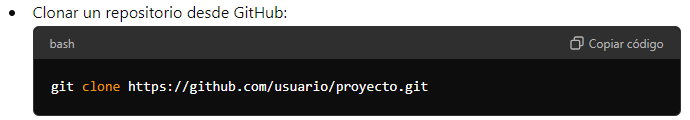 Clonar un repositorio desde GitHub:
bash Copiar código
git clone https://github.com/usuario/proyecto.git